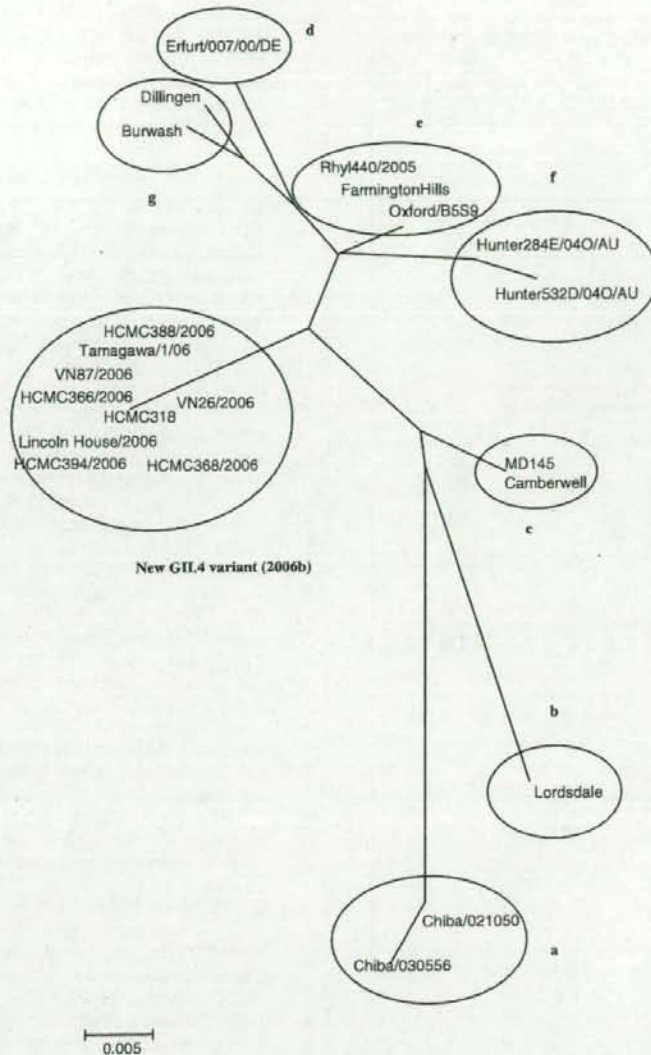 d
Erfurt/007/00/DE
Dillingen
Burwash
g
e
Rhyl440/2005
FarmingtonHills
Oxford/B5S9
f
Hunter284E/04O/AU
Hunter532D/04O/AU
HCMC388/2006
Tamagawa/1/06
VN87/2006
HCMC366/2006
VN26/2006
HCMC318
Lincoln House/2006
HCMC394/2006
HCMC368/2006
New GII.4 variant (2006b)
MD145
Camberwell
c
b
Lordsdale
Chiba/021050
Chiba/030556
a
0.005